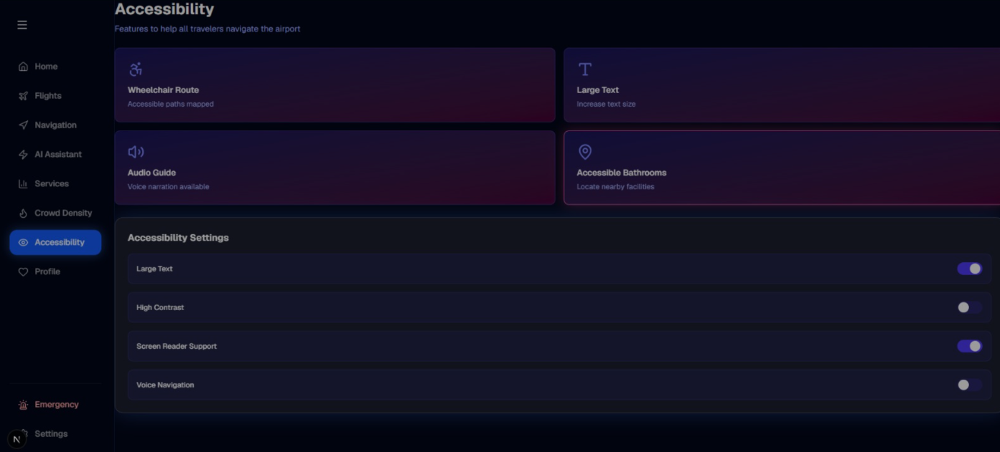 Accessibility
Features to help all travelers navigate the airport
Home
Flights
Navigation
AI Assistant
Services
Crowd Density
Accessibility
Profile
Emergency
Settings
N
Wheelchair Route
Accessible paths mapped
Large Text
Increase text size
Audio Guide
Voice narration available
Accessible Bathrooms
Locate nearby facilities
Accessibility Settings
Large Text
High Contrast
Screen Reader Support
Voice Navigation